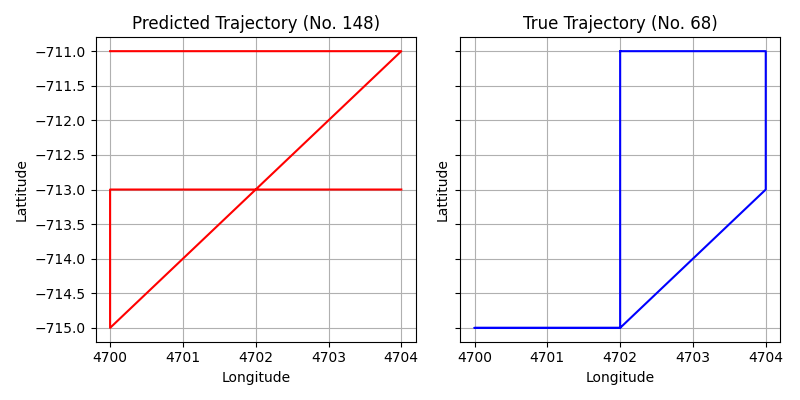 Predicted Trajectory (No. 148)
True Trajectory (No. 68)
−711.0
−711.5
−712.0
−712.5
−713.0
−713.5
−714.0
−714.5
−715.0
Lattitude
Lattitude
4700 4701 4702 4703 4704
4700 4701 4702 4703 4704
Longitude
Longitude